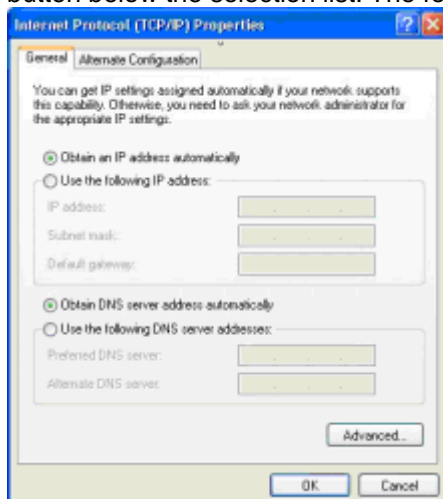 button below the selection list. The
Internet Protocol (TCP/IP) Properties
General
Alternate Configuration
You can get IP settings assigned automatically if your network supports
this capability. Otherwise, you need to ask your network administrator for
the appropriate IP settings.
Obtain an IP address automatically
Use the following IP address:
IP address:
Subnet mask:
Default gateway:
Obtain DNS server address automatically
Use the following DNS server addresses:
Preferred DNS server:
Alternate DNS server:
Advanced...
OK
Cancel